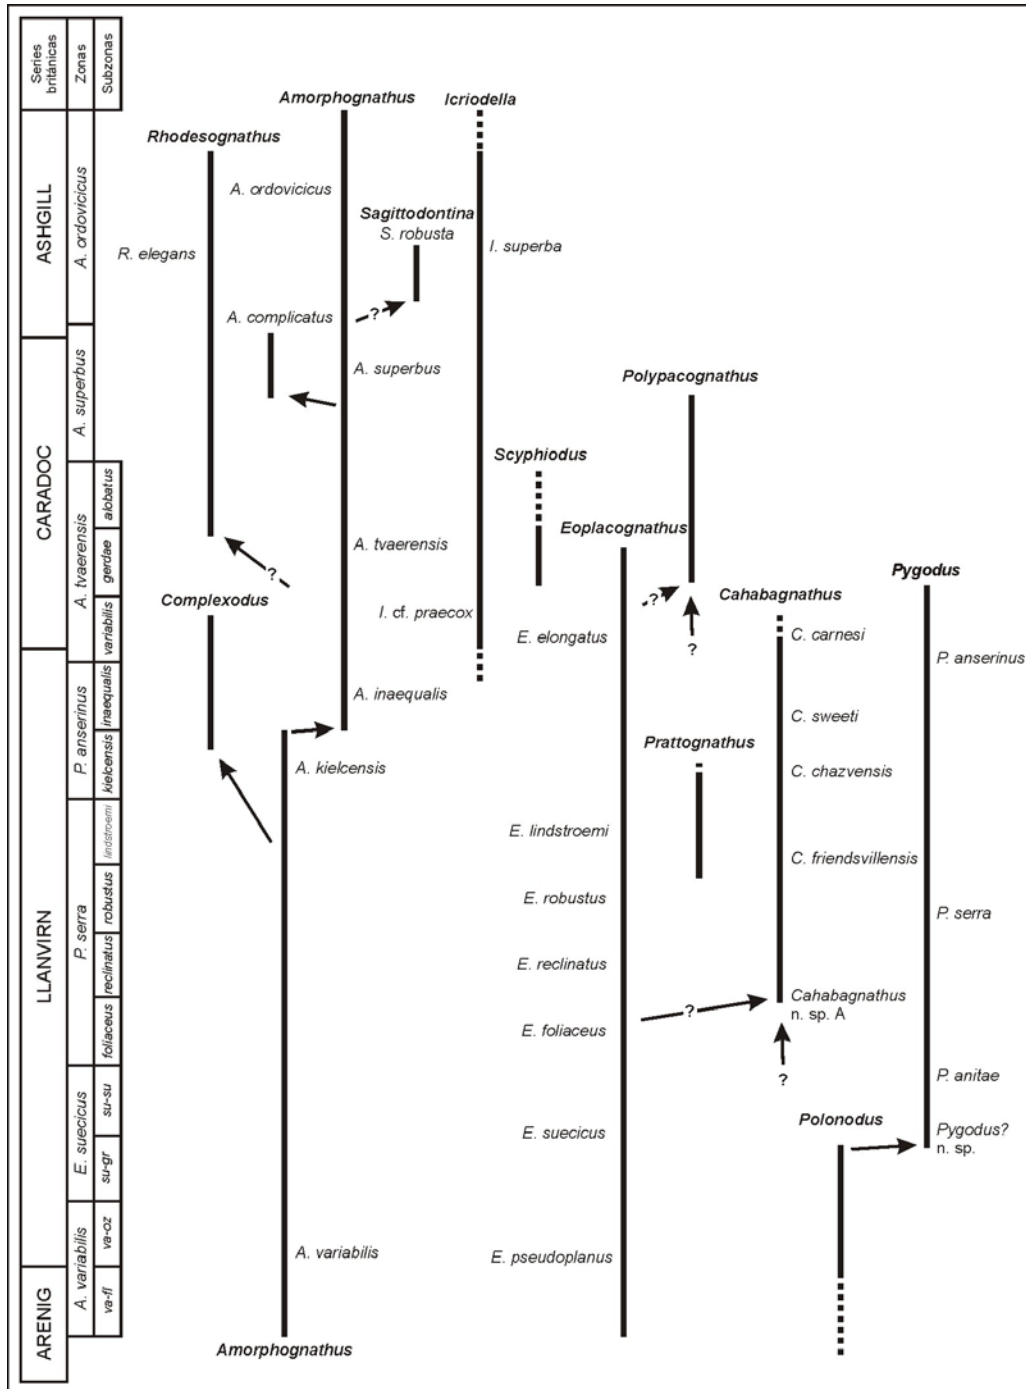 Series
británicas
Zonas
Subzonas
ASHGILL
CARADOC
LLANVIRN
ARENIG
A. ordovicicus
A. superbus
A. tvaerensis
P. anserinus
P. serra
E. suecicus
A. variabilis
alobatus
gerdae
variabilis
inaequalis
kielcensis
lindstroemi
robustus
reclinatus
foliaceus
su-su
su-gr
va-oz
va-fl
Amorphognathus
Icriodella
Rhodesognathus
A. ordovicicus
Sagittodontina
S. robusta
R. elegans
I. superba
A. complicatus
?
A. superbus
Polypacognathus
Scyphiodus
Eoplacognathus
A. tvaerensis
Pygodus
?
Complexodus
?
Cahabagnathus
I. cf. praecox
E. elongatus
C. carnesi
?
P. anserinus
A. inaequalis
C. sweeti
Prattognathus
A. kielcensis
C. chazvensis
E. lindstroemi
C. friendsvillensis
E. robustus
P. serra
E. reclinatus
Cahabagnathus
n. sp. A
?
E. foliaceus
?
P. anitae
Polonodus
E. suecicus
Pygodus?
n. sp.
A. variabilis
E. pseudoplanus
Amorphognathus